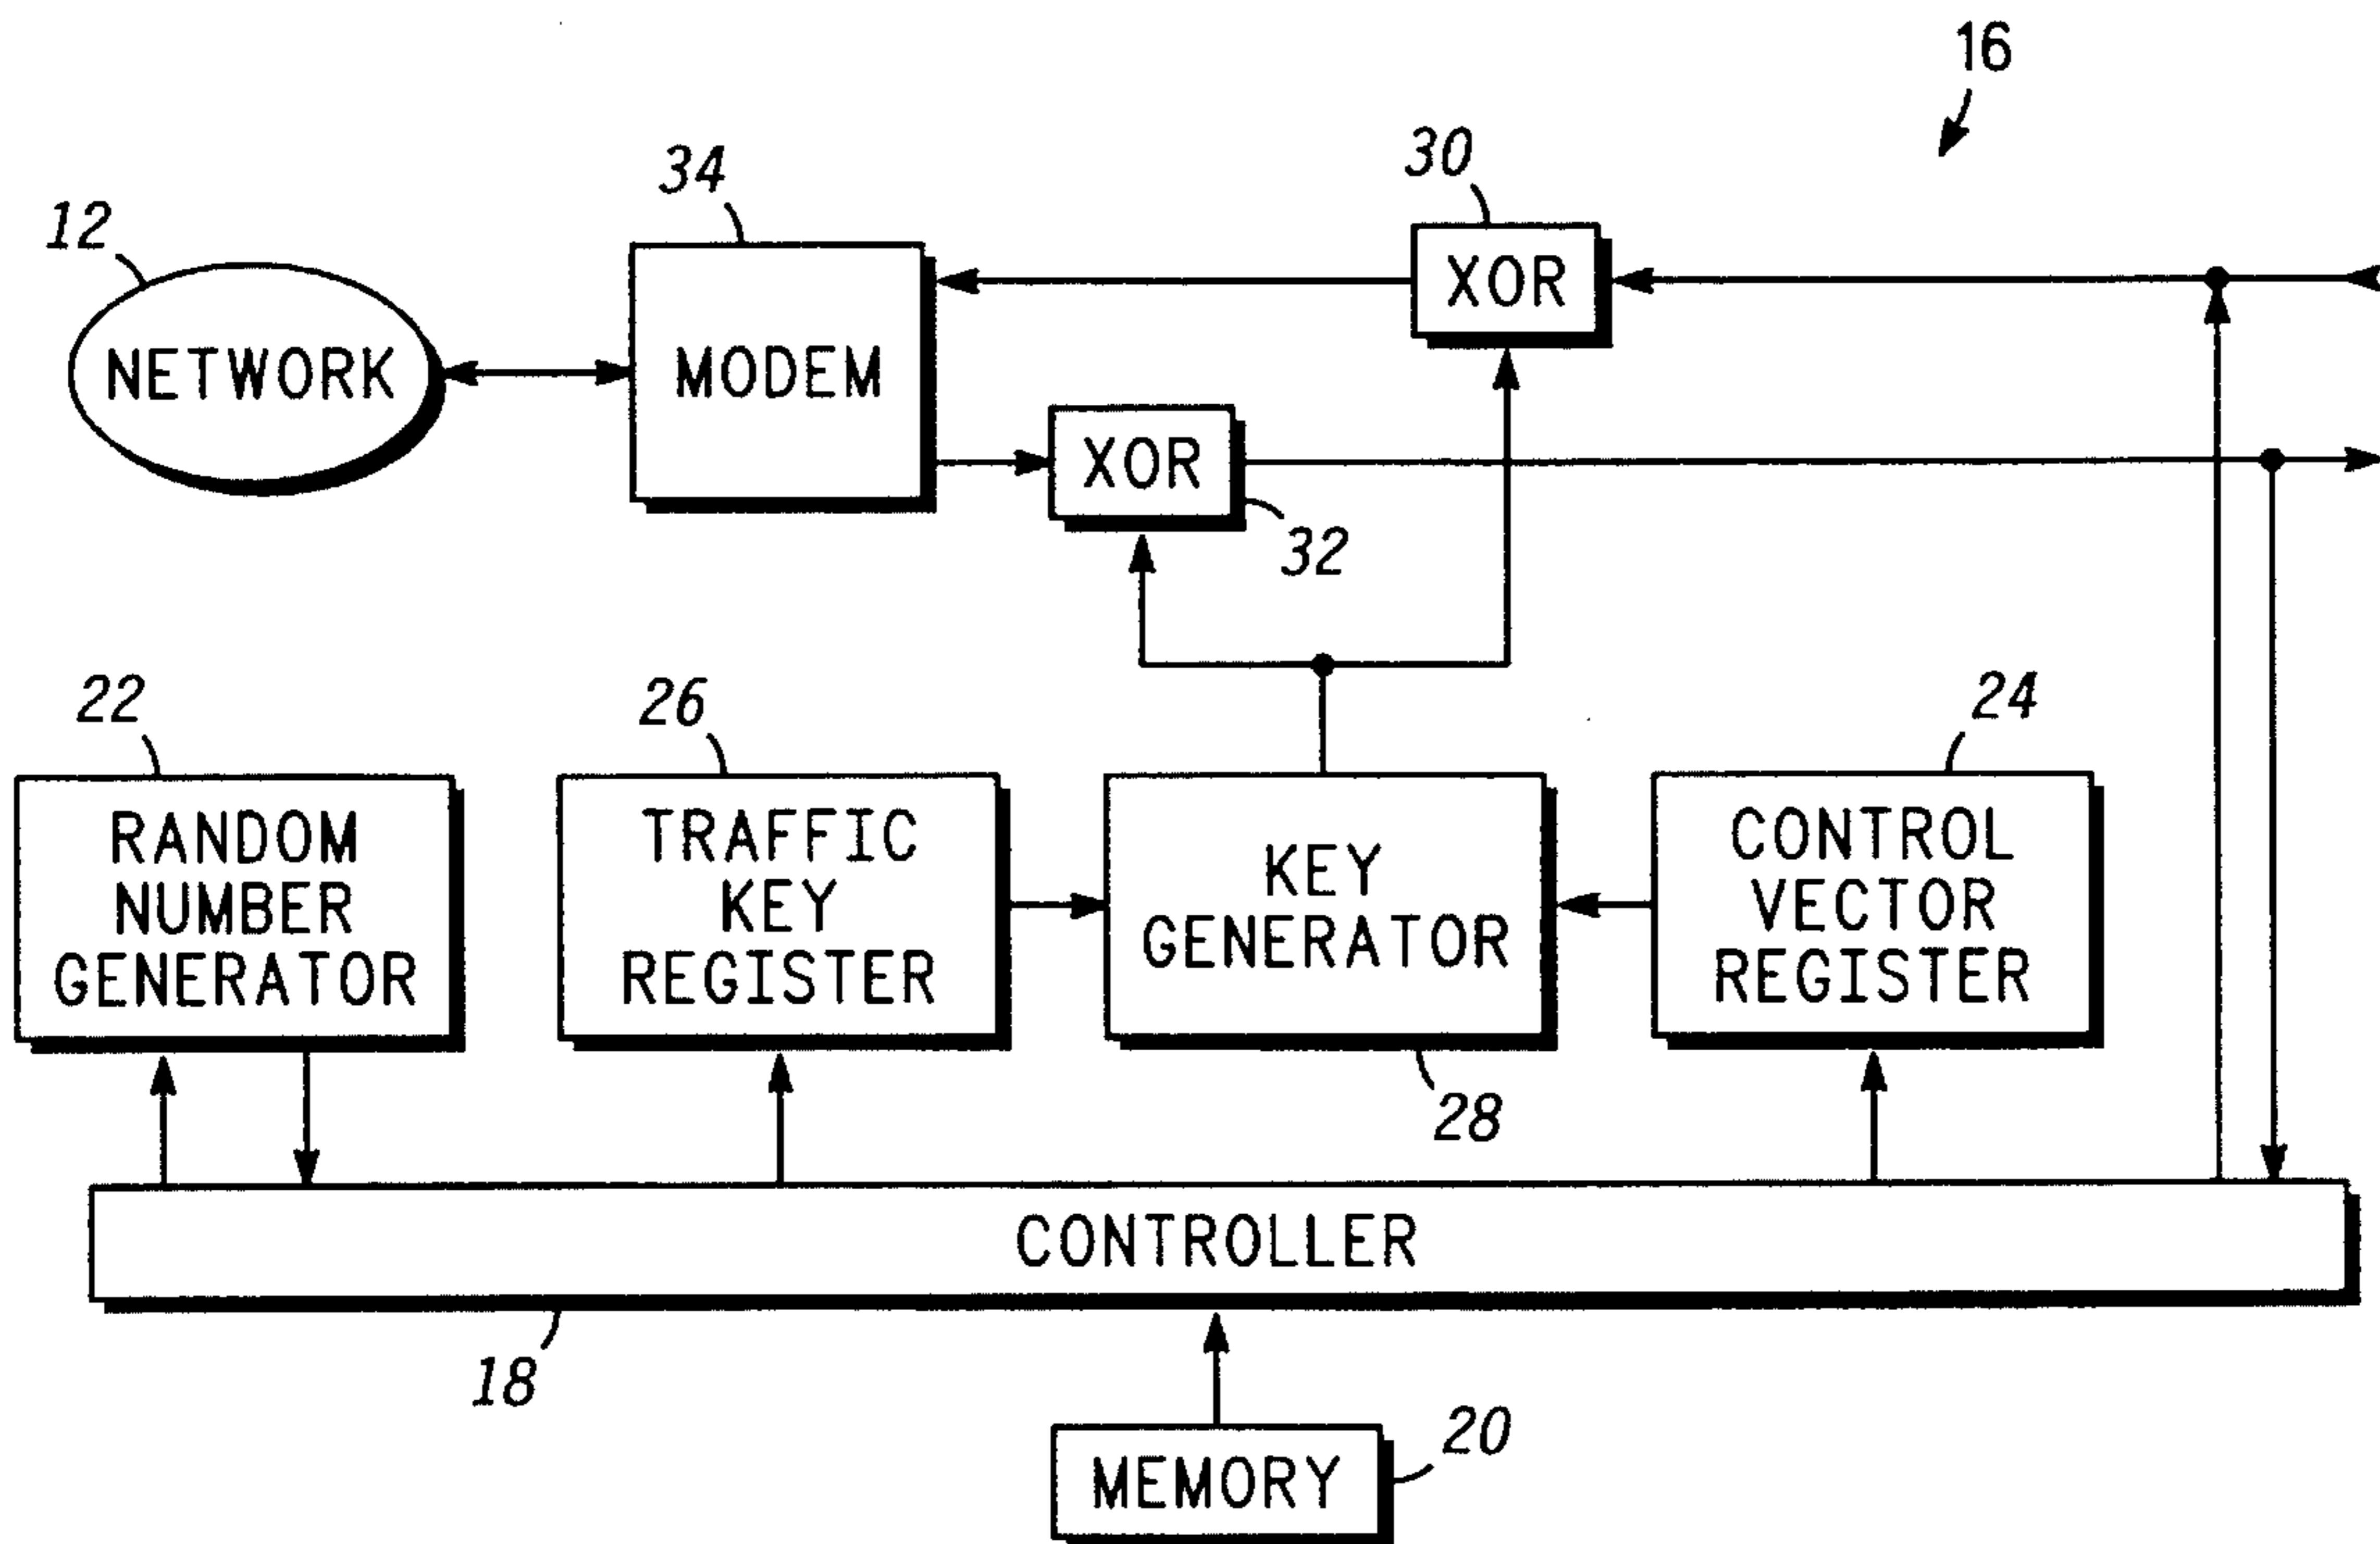 16
30
34
12
XOR
NETWORK
MODEM
XOR
32
22
26
24
RANDOM
NUMBER
GENERATOR
TRAFFIC
KEY
REGISTER
KEY
GENERATOR
CONTROL
VECTOR
REGISTER
28
CONTROLLER
18
20
MEMORY